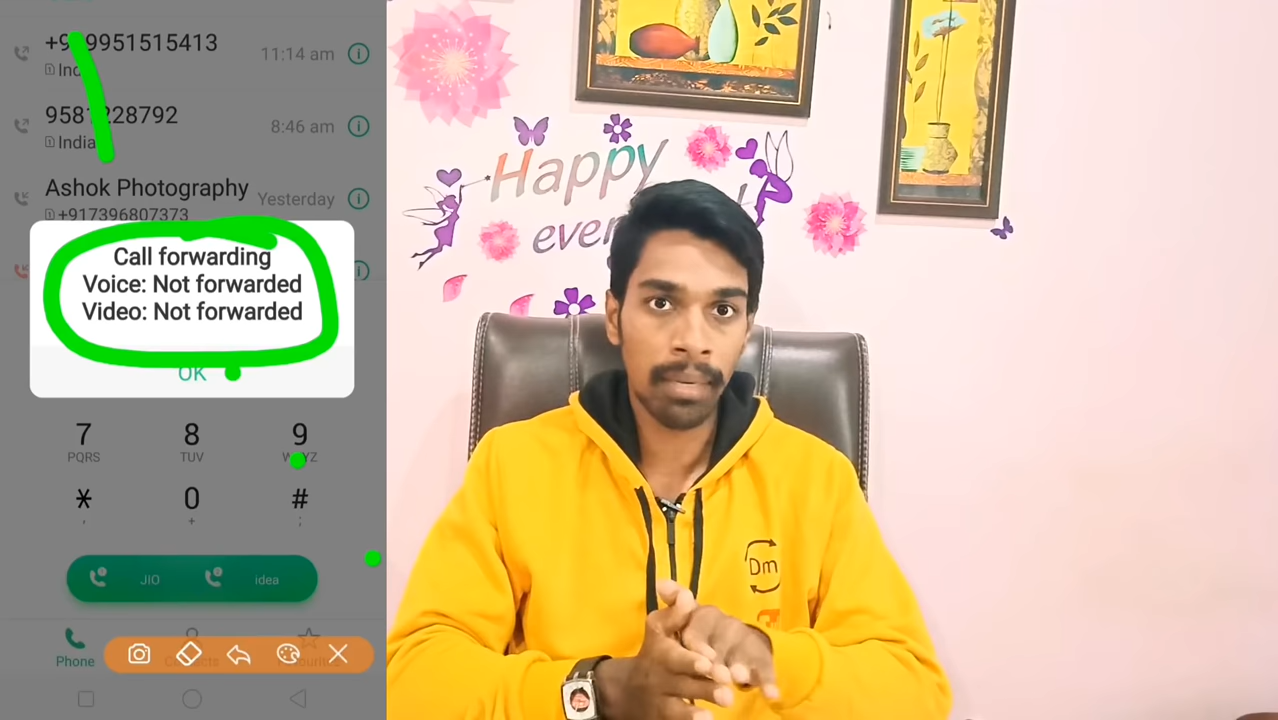 9951515413
11:14 am
8792
8:46 am
India
Ashok Photography
Yesterday
+917396807373
Call forwarding
Voice: Not forwarded
Video: Not forwarded
OK
7 8 9
PQRS TUV
* 0 #
, + ;
JIO idea
Phone
Happy
Dm